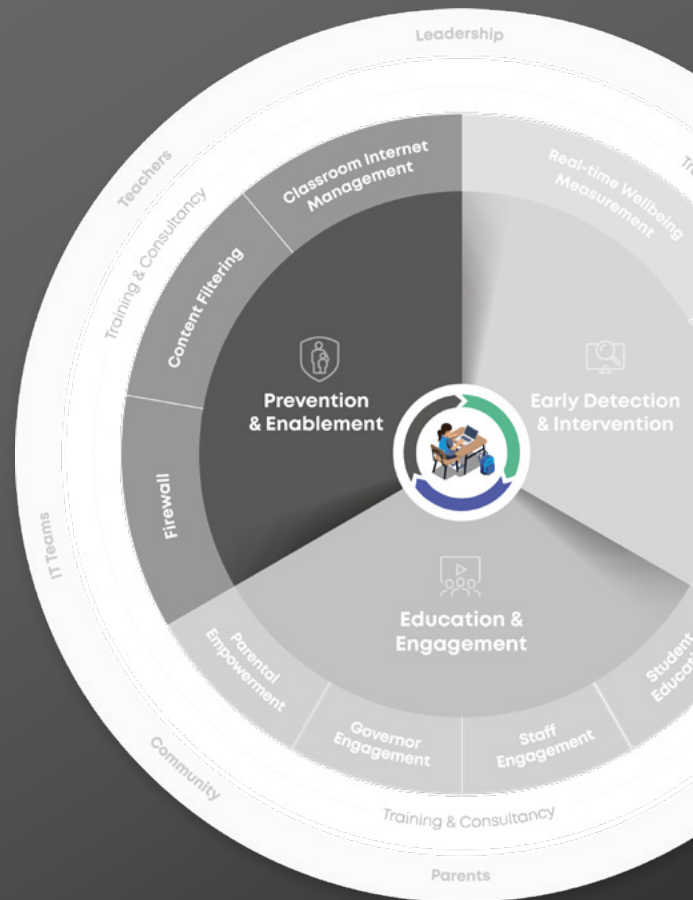 Leadership
Teachers
IT Teams
Community
Parents
Training & Consultancy
Training & Consultancy
Classroom Internet
Management
Content Filtering
Firewall
Prevention
& Enablement
Real-time Wellbeing
Measurement
Early Detection
& Intervention
Education &
Engagement
Parental
Empowerment
Governor
Engagement
Staff
Engagement
Student